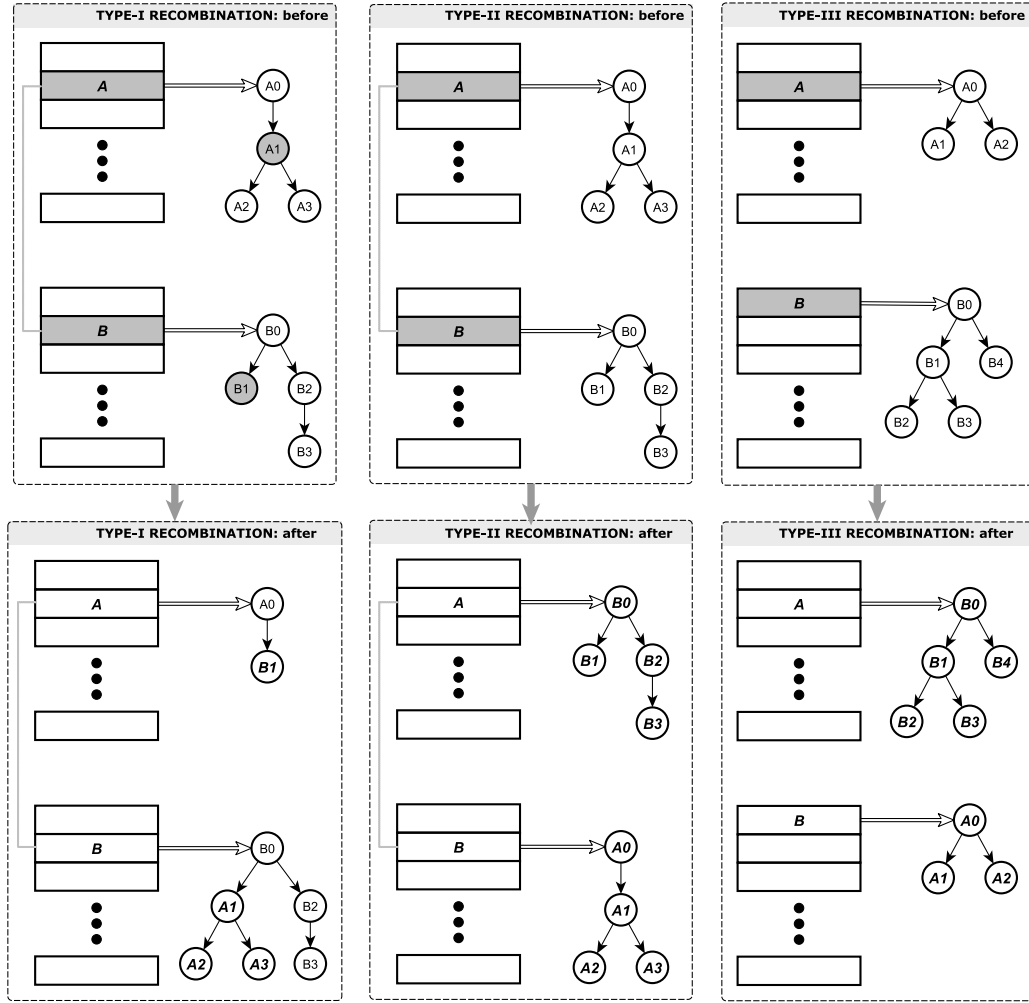 TYPE-I RECOMBINATION: before
A
A0
A1
A2 A3
B
B0
B1 B2
B3
TYPE-II RECOMBINATION: before
A
A0
A1
A2 A3
B
B0
B1 B2
B3
TYPE-III RECOMBINATION: before
A
A0
A1 A2
B
B0
B1 B4
B2 B3
TYPE-I RECOMBINATION: after
A
A0
B1
B
B0
A1 B2
A2 A3 B3
TYPE-II RECOMBINATION: after
A
B0
B1 B2
B3
B
A0
A1
A2 A3
TYPE-III RECOMBINATION: after
A
B0
B1 B4
B2 B3
B
A0
A1 A2